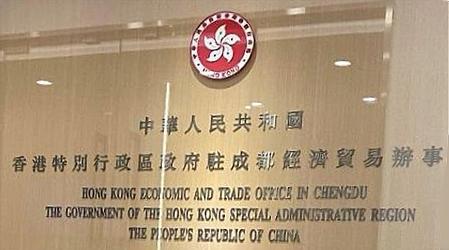 中華人民共和國
香港特別行政區政府駐成都經濟貿易辦事
HONG KONG ECONOMIC AND TRADE OFFICE IN CHENGDU
THE GOVERNMENT OF THE HONG KONG SPECIAL ADMINISTRATIVE REGION
THE PEOPLE'S REPUBLIC OF CHINA